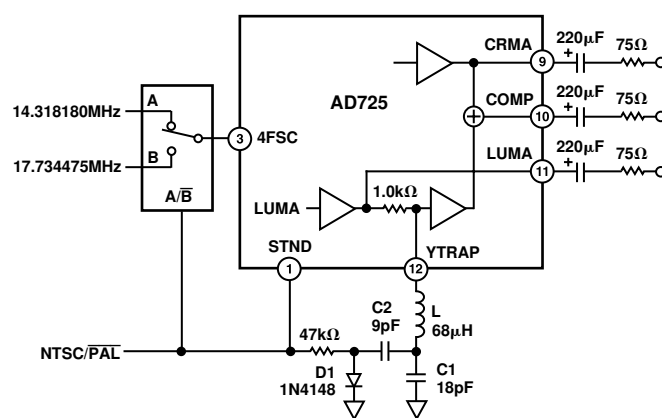 CRMA
9
+
220µF
75Ω
AD725
14.318180MHz
A
3
4FSC
COMP
10
+
220µF
75Ω
17.734475MHz
B
LUMA
11
+
220µF
75Ω
A/B̅
LUMA
1.0kΩ
STND
1
YTRAP
12
C2
9pF
L
68µH
NTSC/P̅A̅L̅
47kΩ
D1
1N4148
C1
18pF